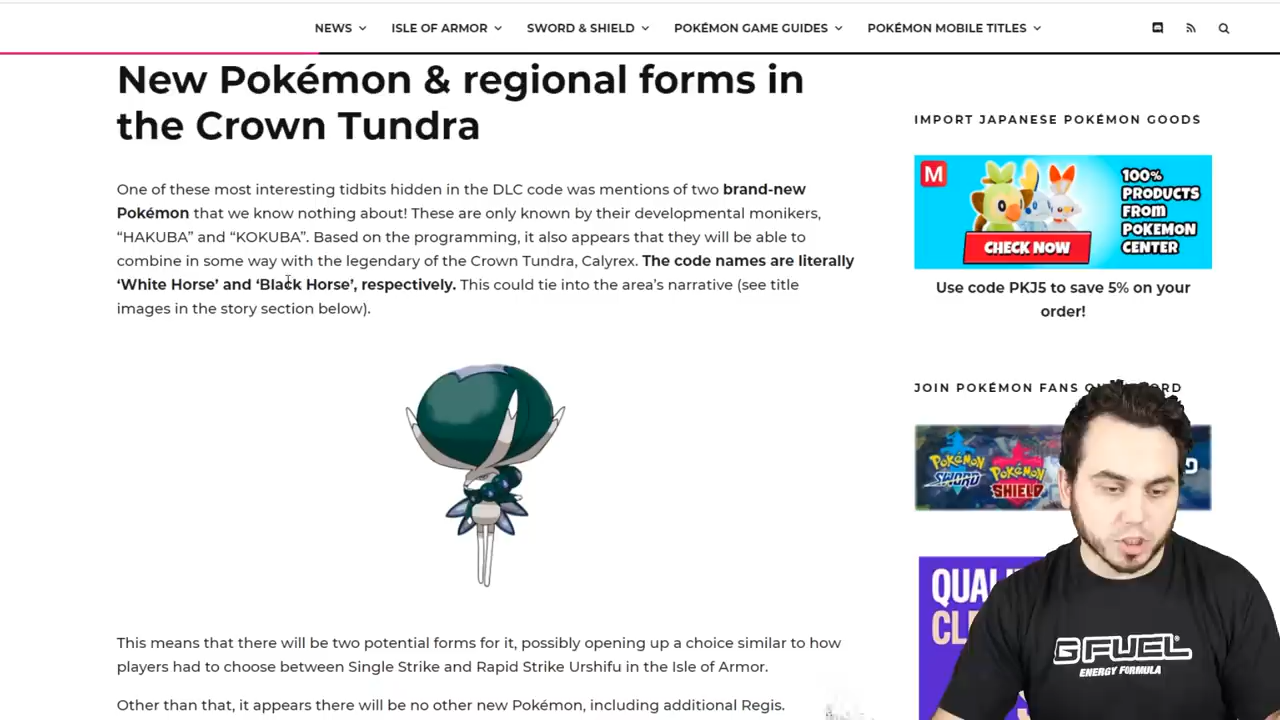 NEWS ISLE OF ARMOR SWORD & SHIELD POKÉMON GAME GUIDES POKÉMON MOBILE TITLES
New Pokémon & regional forms in
the Crown Tundra
One of these most interesting tidbits hidden in the DLC code was mentions of two brand-new
Pokémon that we know nothing about! These are only known by their developmental monikers,
“HAKUBA” and “KOKUBA”. Based on the programming, it also appears that they will be able to
combine in some way with the legendary of the Crown Tundra, Calyrex. The code names are literally
‘White Horse’ and ‘Black Horse’, respectively. This could tie into the area’s narrative (see title
images in the story section below).
This means that there will be two potential forms for it, possibly opening up a choice similar to how
players had to choose between Single Strike and Rapid Strike Urshifu in the Isle of Armor.
Other than that, it appears there will be no other new Pokémon, including additional Regis.
IMPORT JAPANESE POKÉMON GOODS
M
100%
PRODUCTS
FROM
POKEMON
CENTER
CHECK NOW
Use code PKJ5 to save 5% on your
order!
JOIN POKÉMON FANS
POKÉMON SWORD POKÉMON SHIELD
G FUEL
ENERGY FORMULA